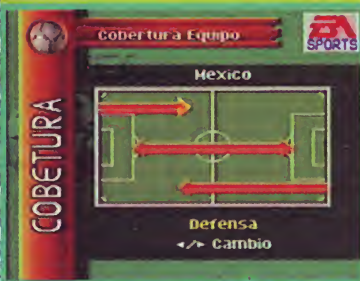 Cobertura Equipo
EA
SPORTS
Mexico
COBETURA
Defensa
◄/► Cambio